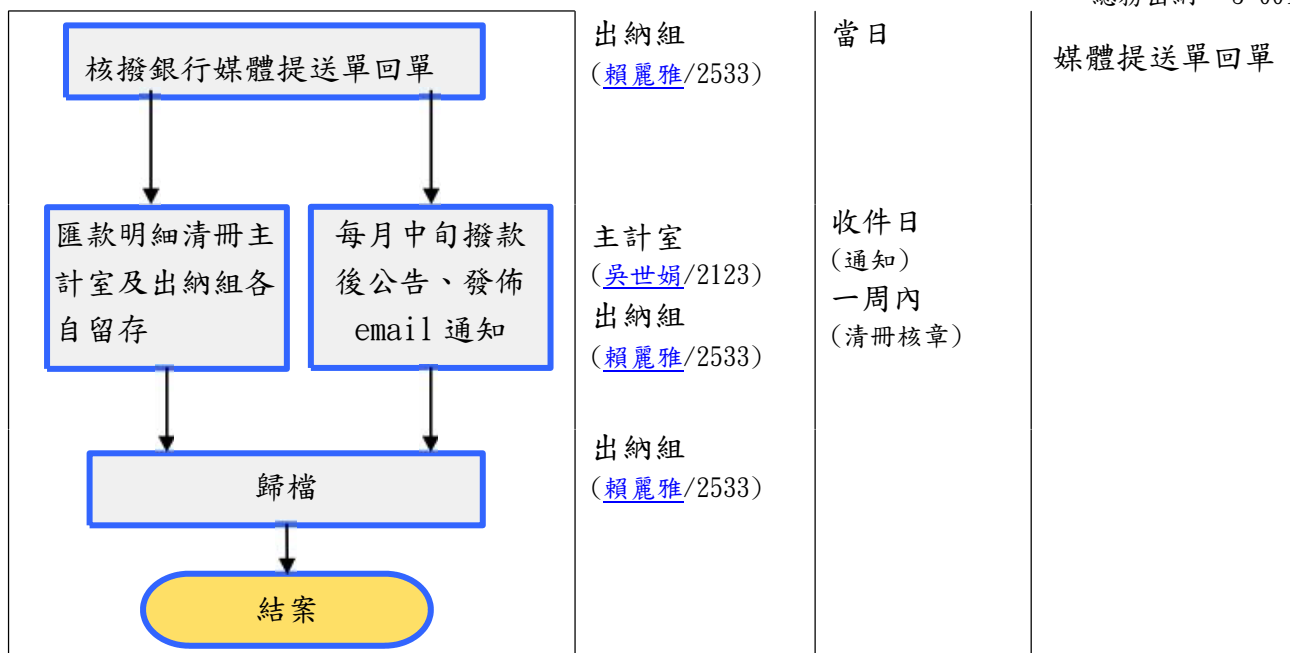 核撥銀行媒體提送單回單
出納組
(賴麗雅/2533)
當日
媒體提送單回單
匯款明細清冊主
計室及出納組各
自留存
每月中旬撥款
後公告、發佈
email 通知
主計室
(吳世娟/2123)
出納組
(賴麗雅/2533)
收件日
(通知)
一周內
(清冊核章)
歸檔
出納組
(賴麗雅/2533)
結案